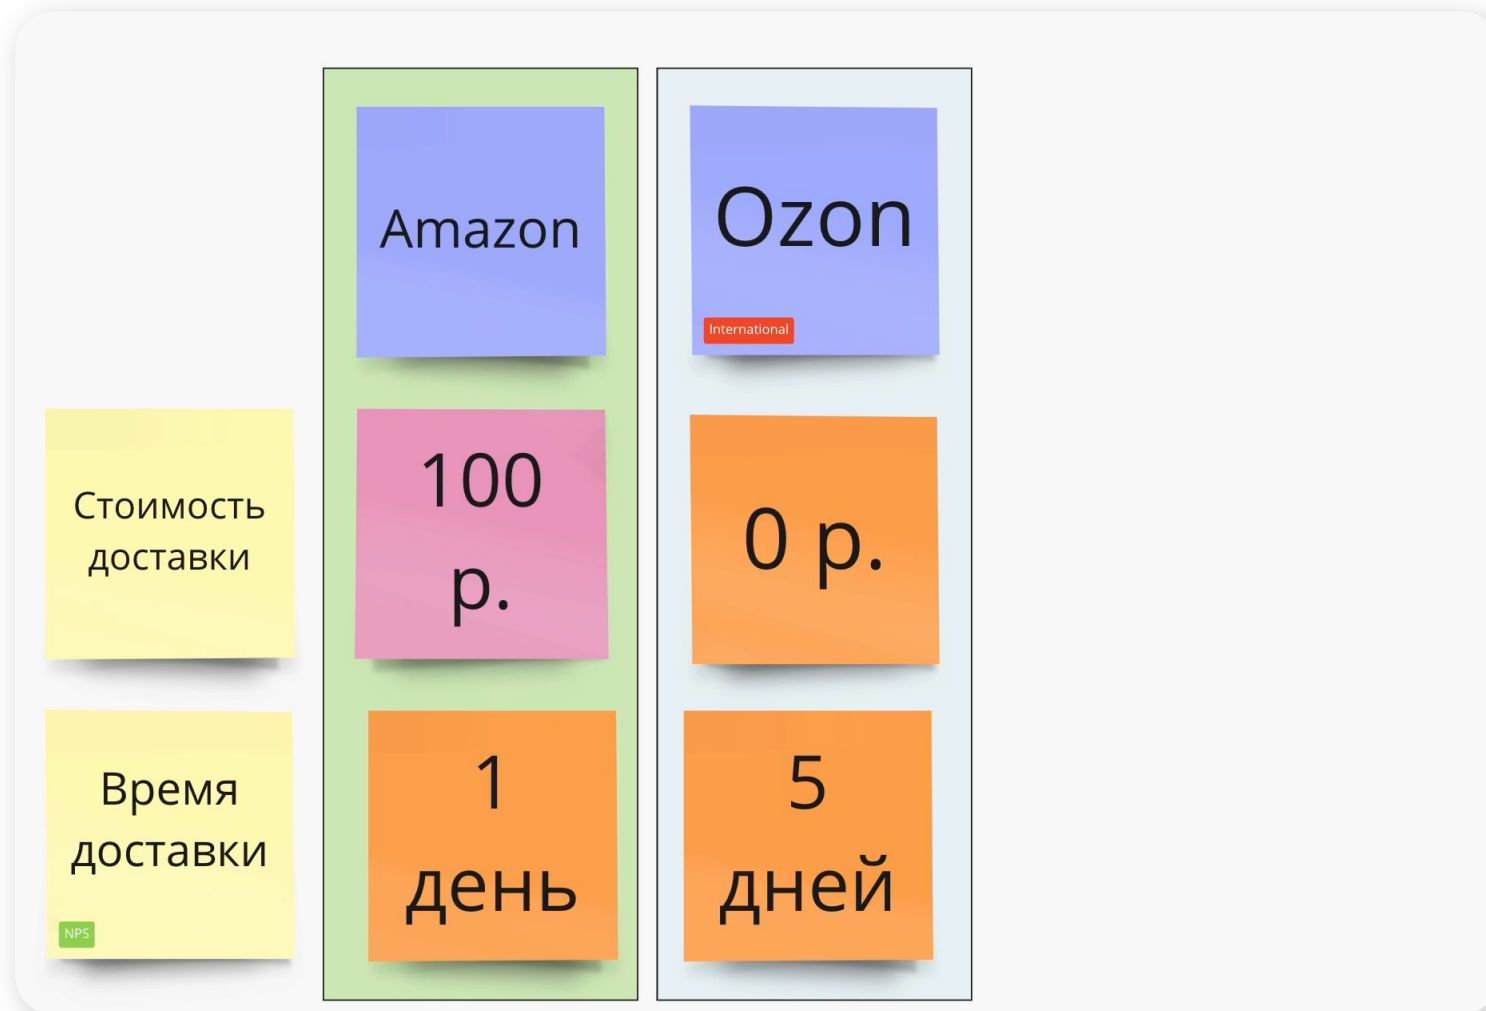 Amazon
Ozon
International
Стоимость
доставки
100
р.
0 р.
Время
доставки
NPS
1
день
5
дней